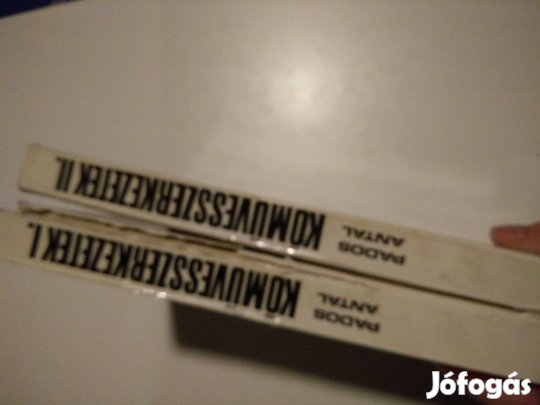 PADOS
ANTAL
KŐMŰVESSZERKEZETEK II.
PADOS
ANTAL
KŐMŰVESSZERKEZETEK I.
Jófogás